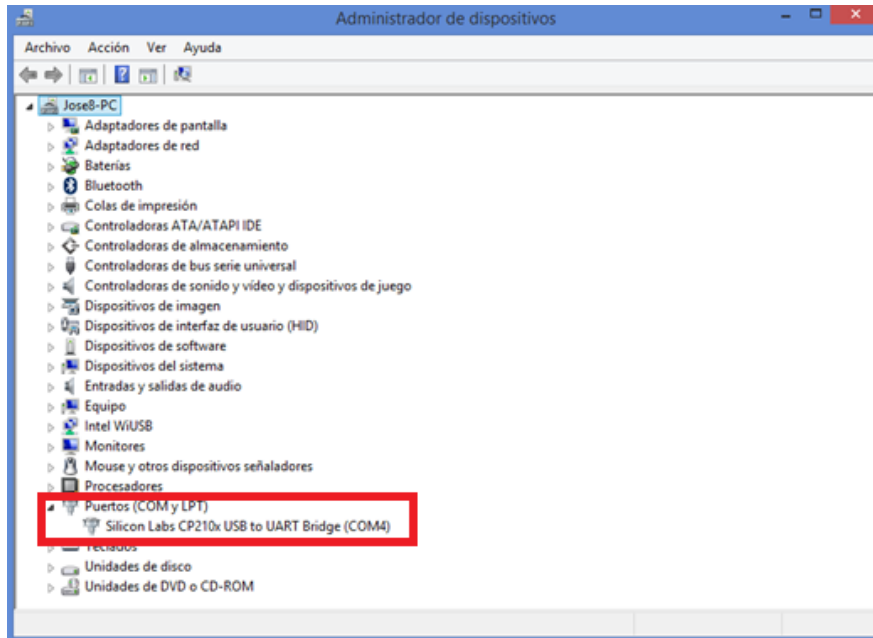 Administrador de dispositivos
Archivo Acción Ver Ayuda
Jose8-PC
Adaptadores de pantalla
Adaptadores de red
Baterías
Bluetooth
Colas de impresión
Controladoras ATA/ATAPI IDE
Controladoras de almacenamiento
Controladoras de bus serie universal
Controladoras de sonido y vídeo y dispositivos de juego
Dispositivos de imagen
Dispositivos de interfaz de usuario (HID)
Dispositivos de software
Dispositivos del sistema
Entradas y salidas de audio
Equipo
Intel WiUSB
Monitores
Mouse y otros dispositivos señaladores
Procesadores
Puertos (COM y LPT)
Silicon Labs CP210x USB to UART Bridge (COM4)
Teclados
Unidades de disco
Unidades de DVD o CD-ROM